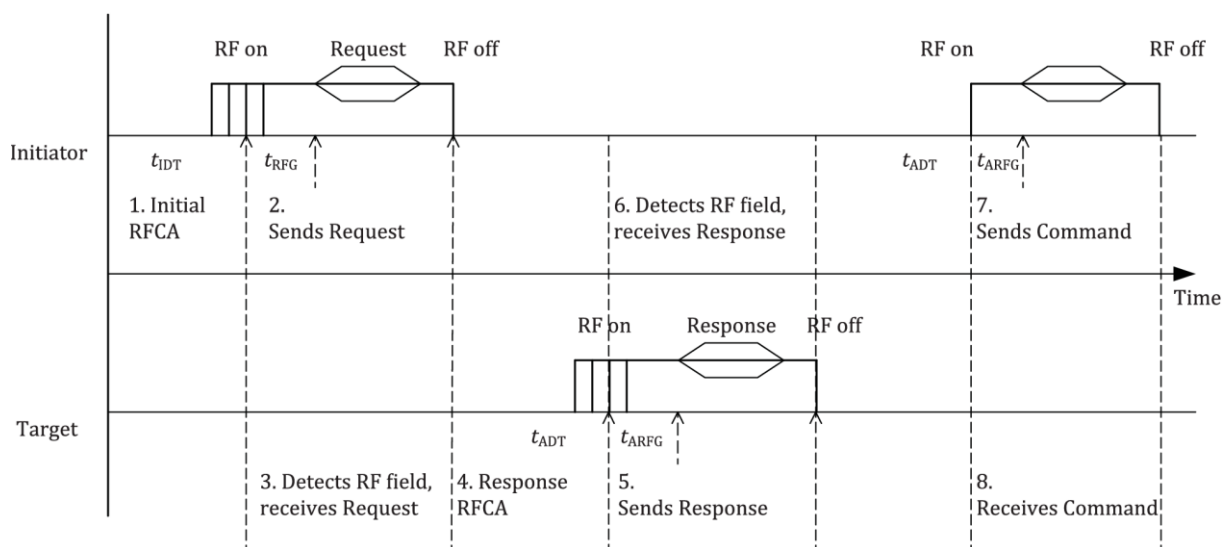 RF on
Request
RF off
RF on
RF off
Initiator
tIDT
tRFG
tADT
tARFG
1. Initial
RFCA
2.
Sends Request
6. Detects RF field,
receives Response
7.
Sends Command
Time
RF on
Response
RF off
Target
tADT
tARFG
3. Detects RF field,
receives Request
4. Response
RFCA
5.
Sends Response
8.
Receives Command